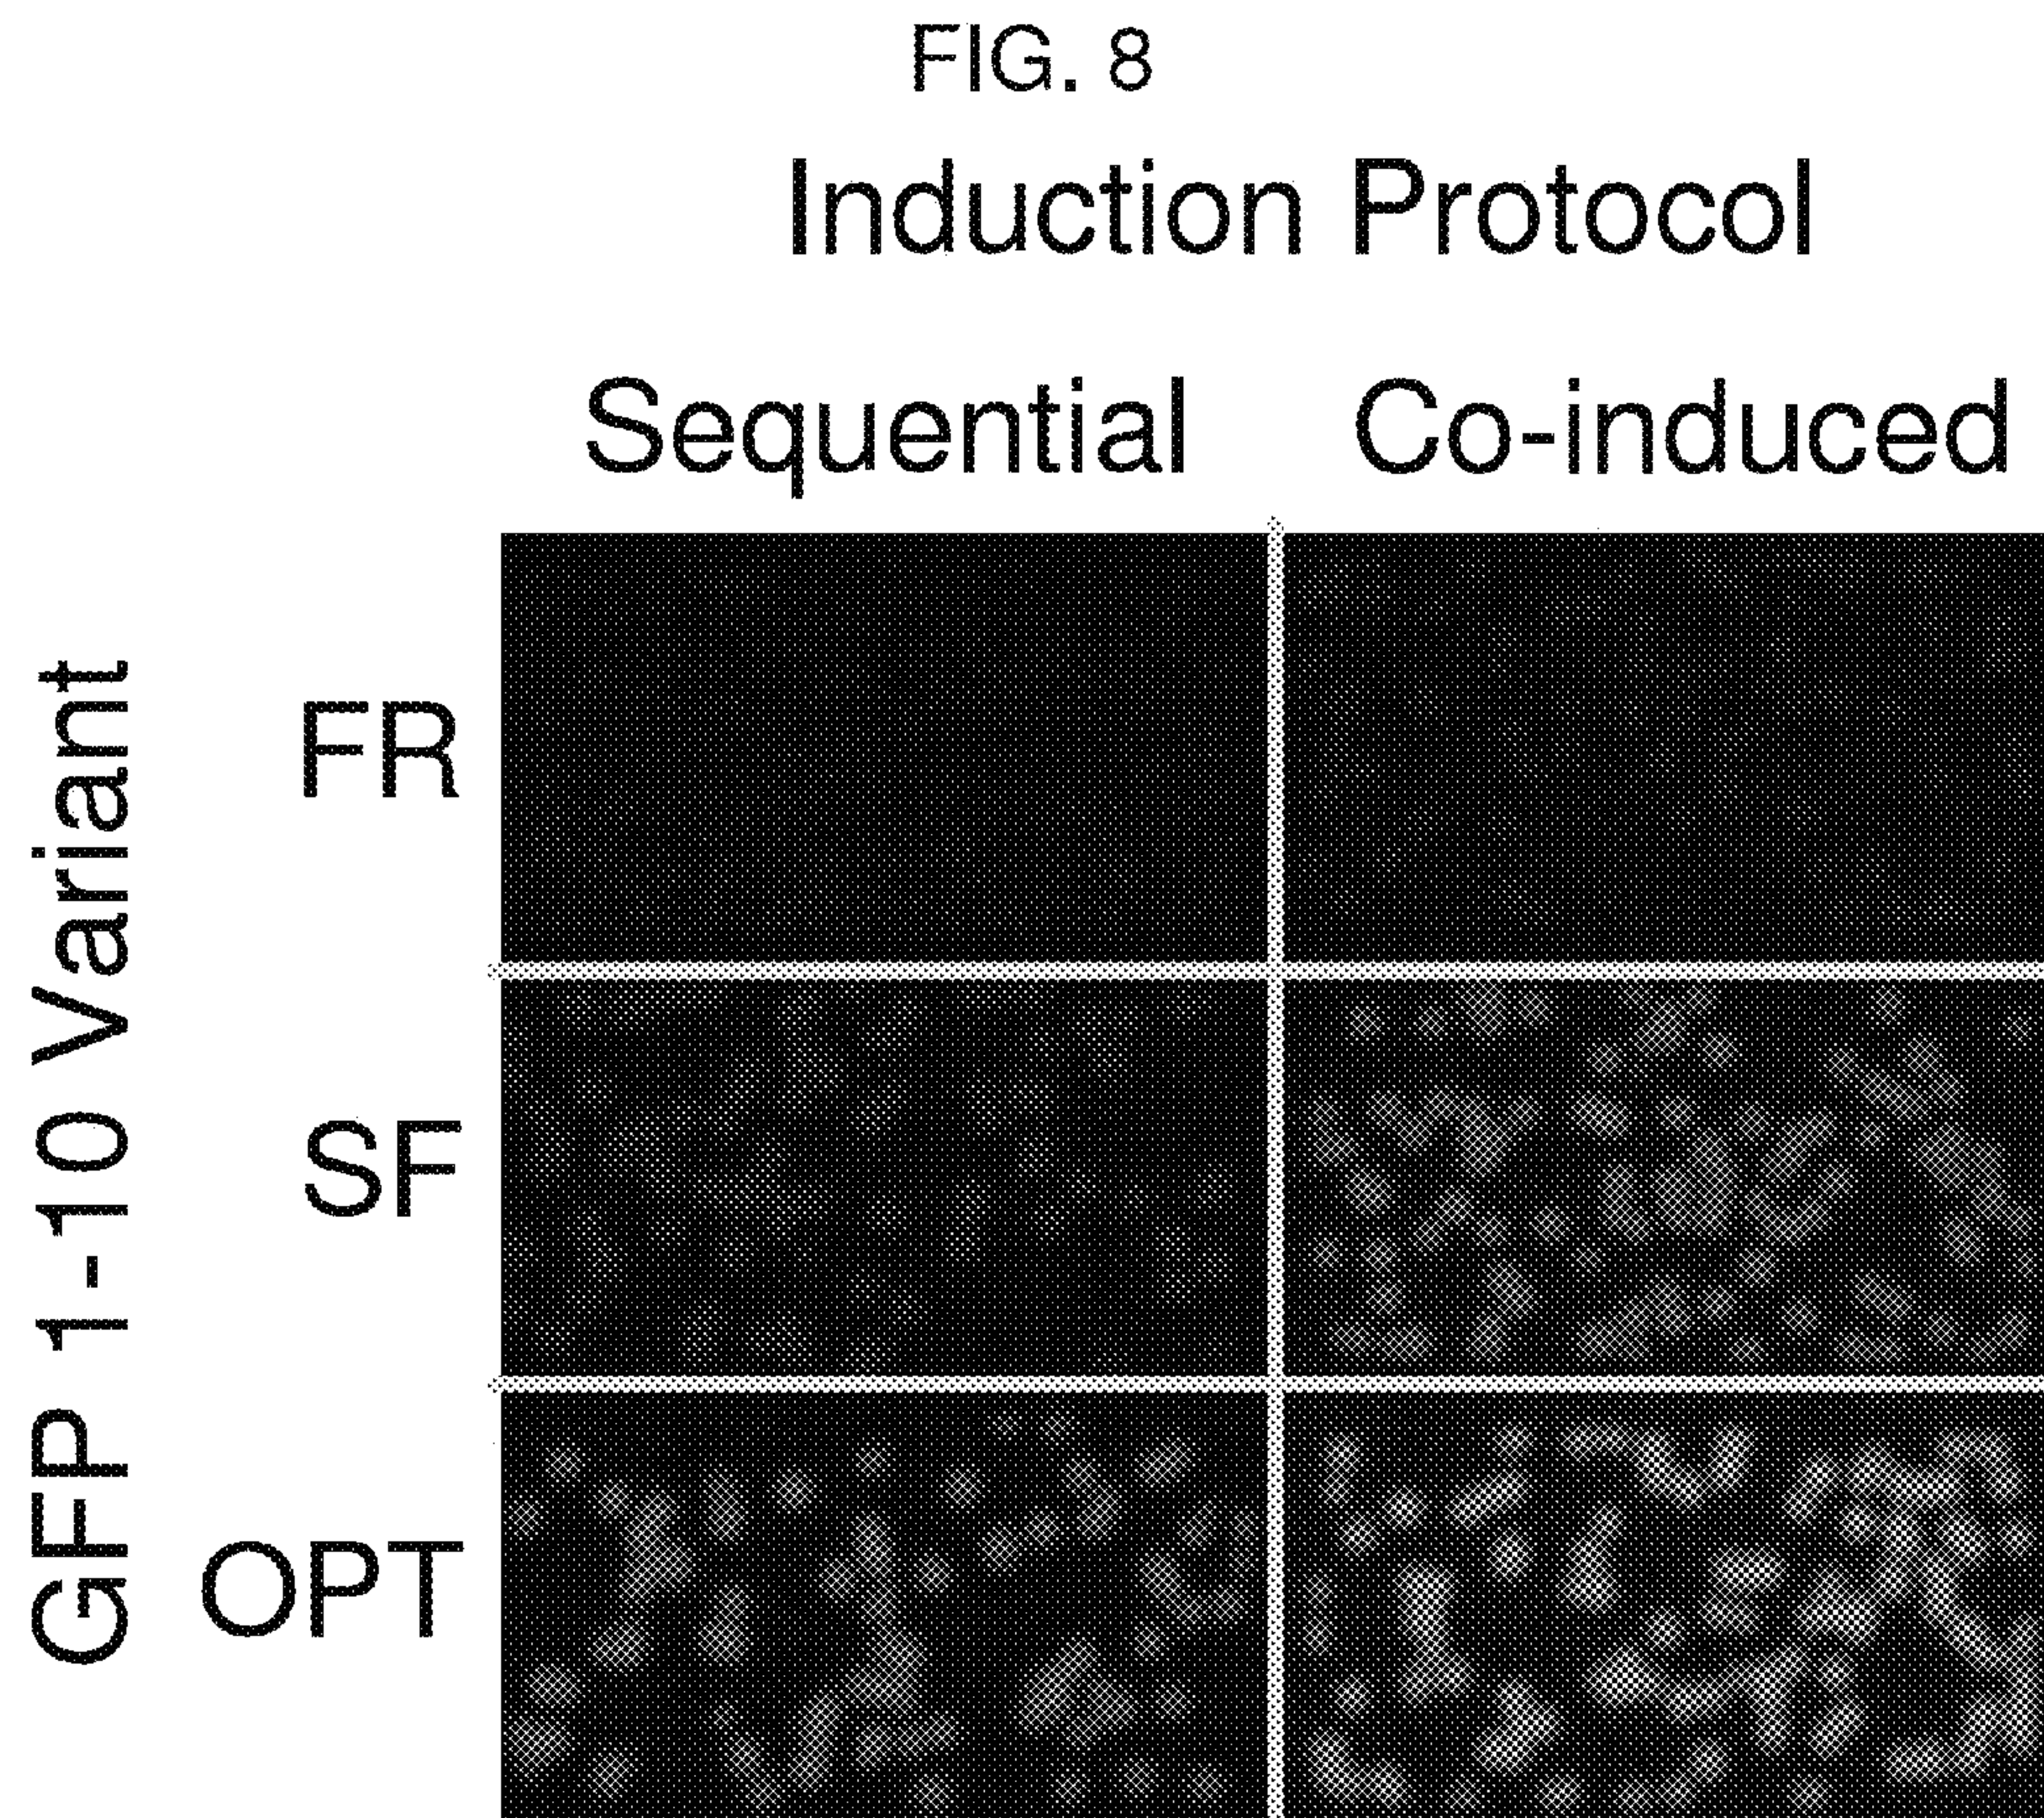 FIG. 8
Induction Protocol
Sequential Co-induced
GFP 1-10 Variant
FR
SF
OPT